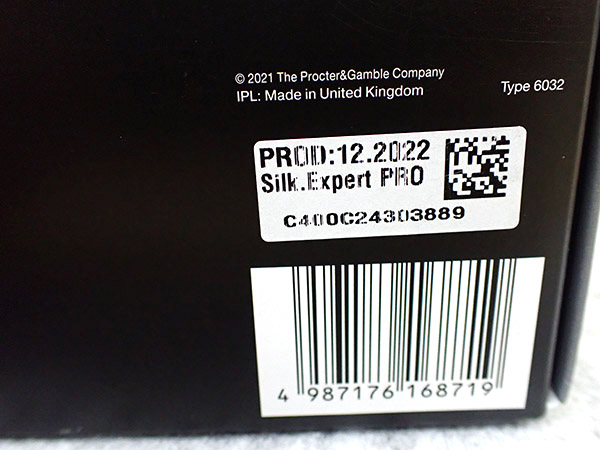 © 2021 The Procter&Gamble Company
IPL: Made in United Kingdom
Type 6032
PROD:12.2022
Silk.Expert PRO
C400C24303889
4 987176 168719